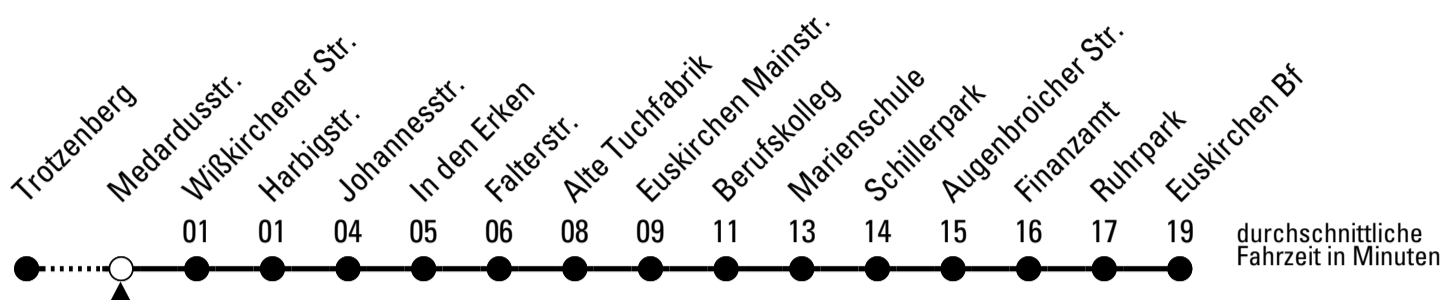 Trotzenberg
Medardusstr.
Wißkirchener Str.
Harbigstr.
Johannesstr.
In den Erken
Falterstr.
Alte Tuchfabrik
Euskirchen Mainstr.
Berufskolleg
Marienschule
Schillerpark
Augenbroicher Str.
Finanzamt
Ruhrpark
Euskirchen Bf
01 01 04 05 06 08 09 11 13 14 15 16 17 19
durchschnittliche
Fahrzeit in Minuten